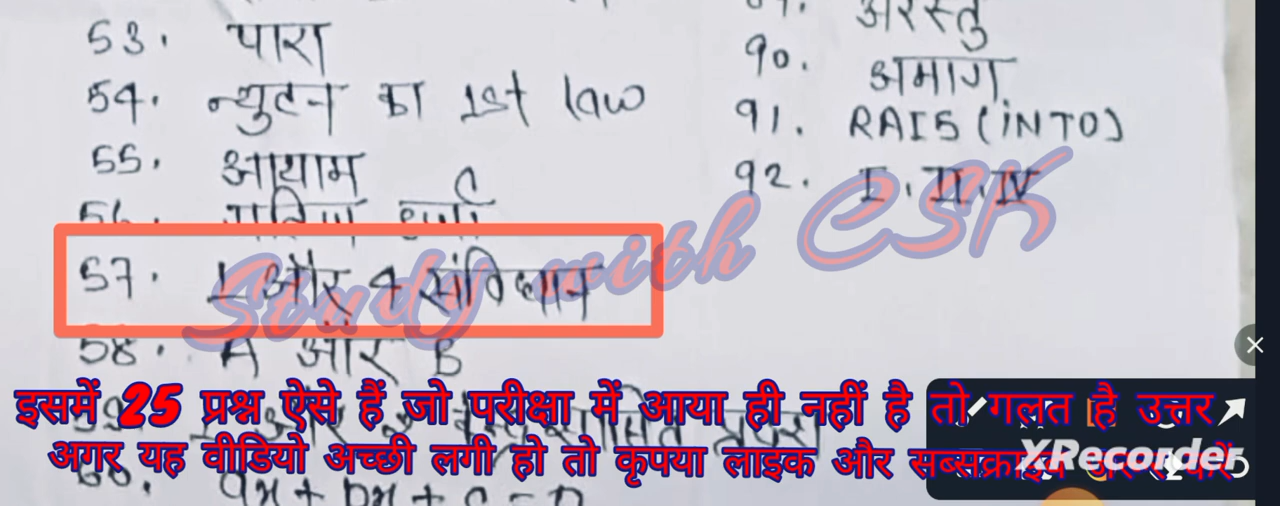 53. पारा
54. न्युटन का 1st law
55. आयाम
56.
57. 1 और 4 संविधान
58. A और B
60.
अरस्तु
90. अमाग
91. RAIS (iNTO)
92. I. II. IV
Study with CSK
इसमें 25 प्रश्न ऐसे हैं जो परीक्षा में आया ही नहीं है तो गलत है उत्तर
अगर यह वीडियो अच्छी लगी हो तो कृपया लाइक और सब्सक्राइब
XRecorder